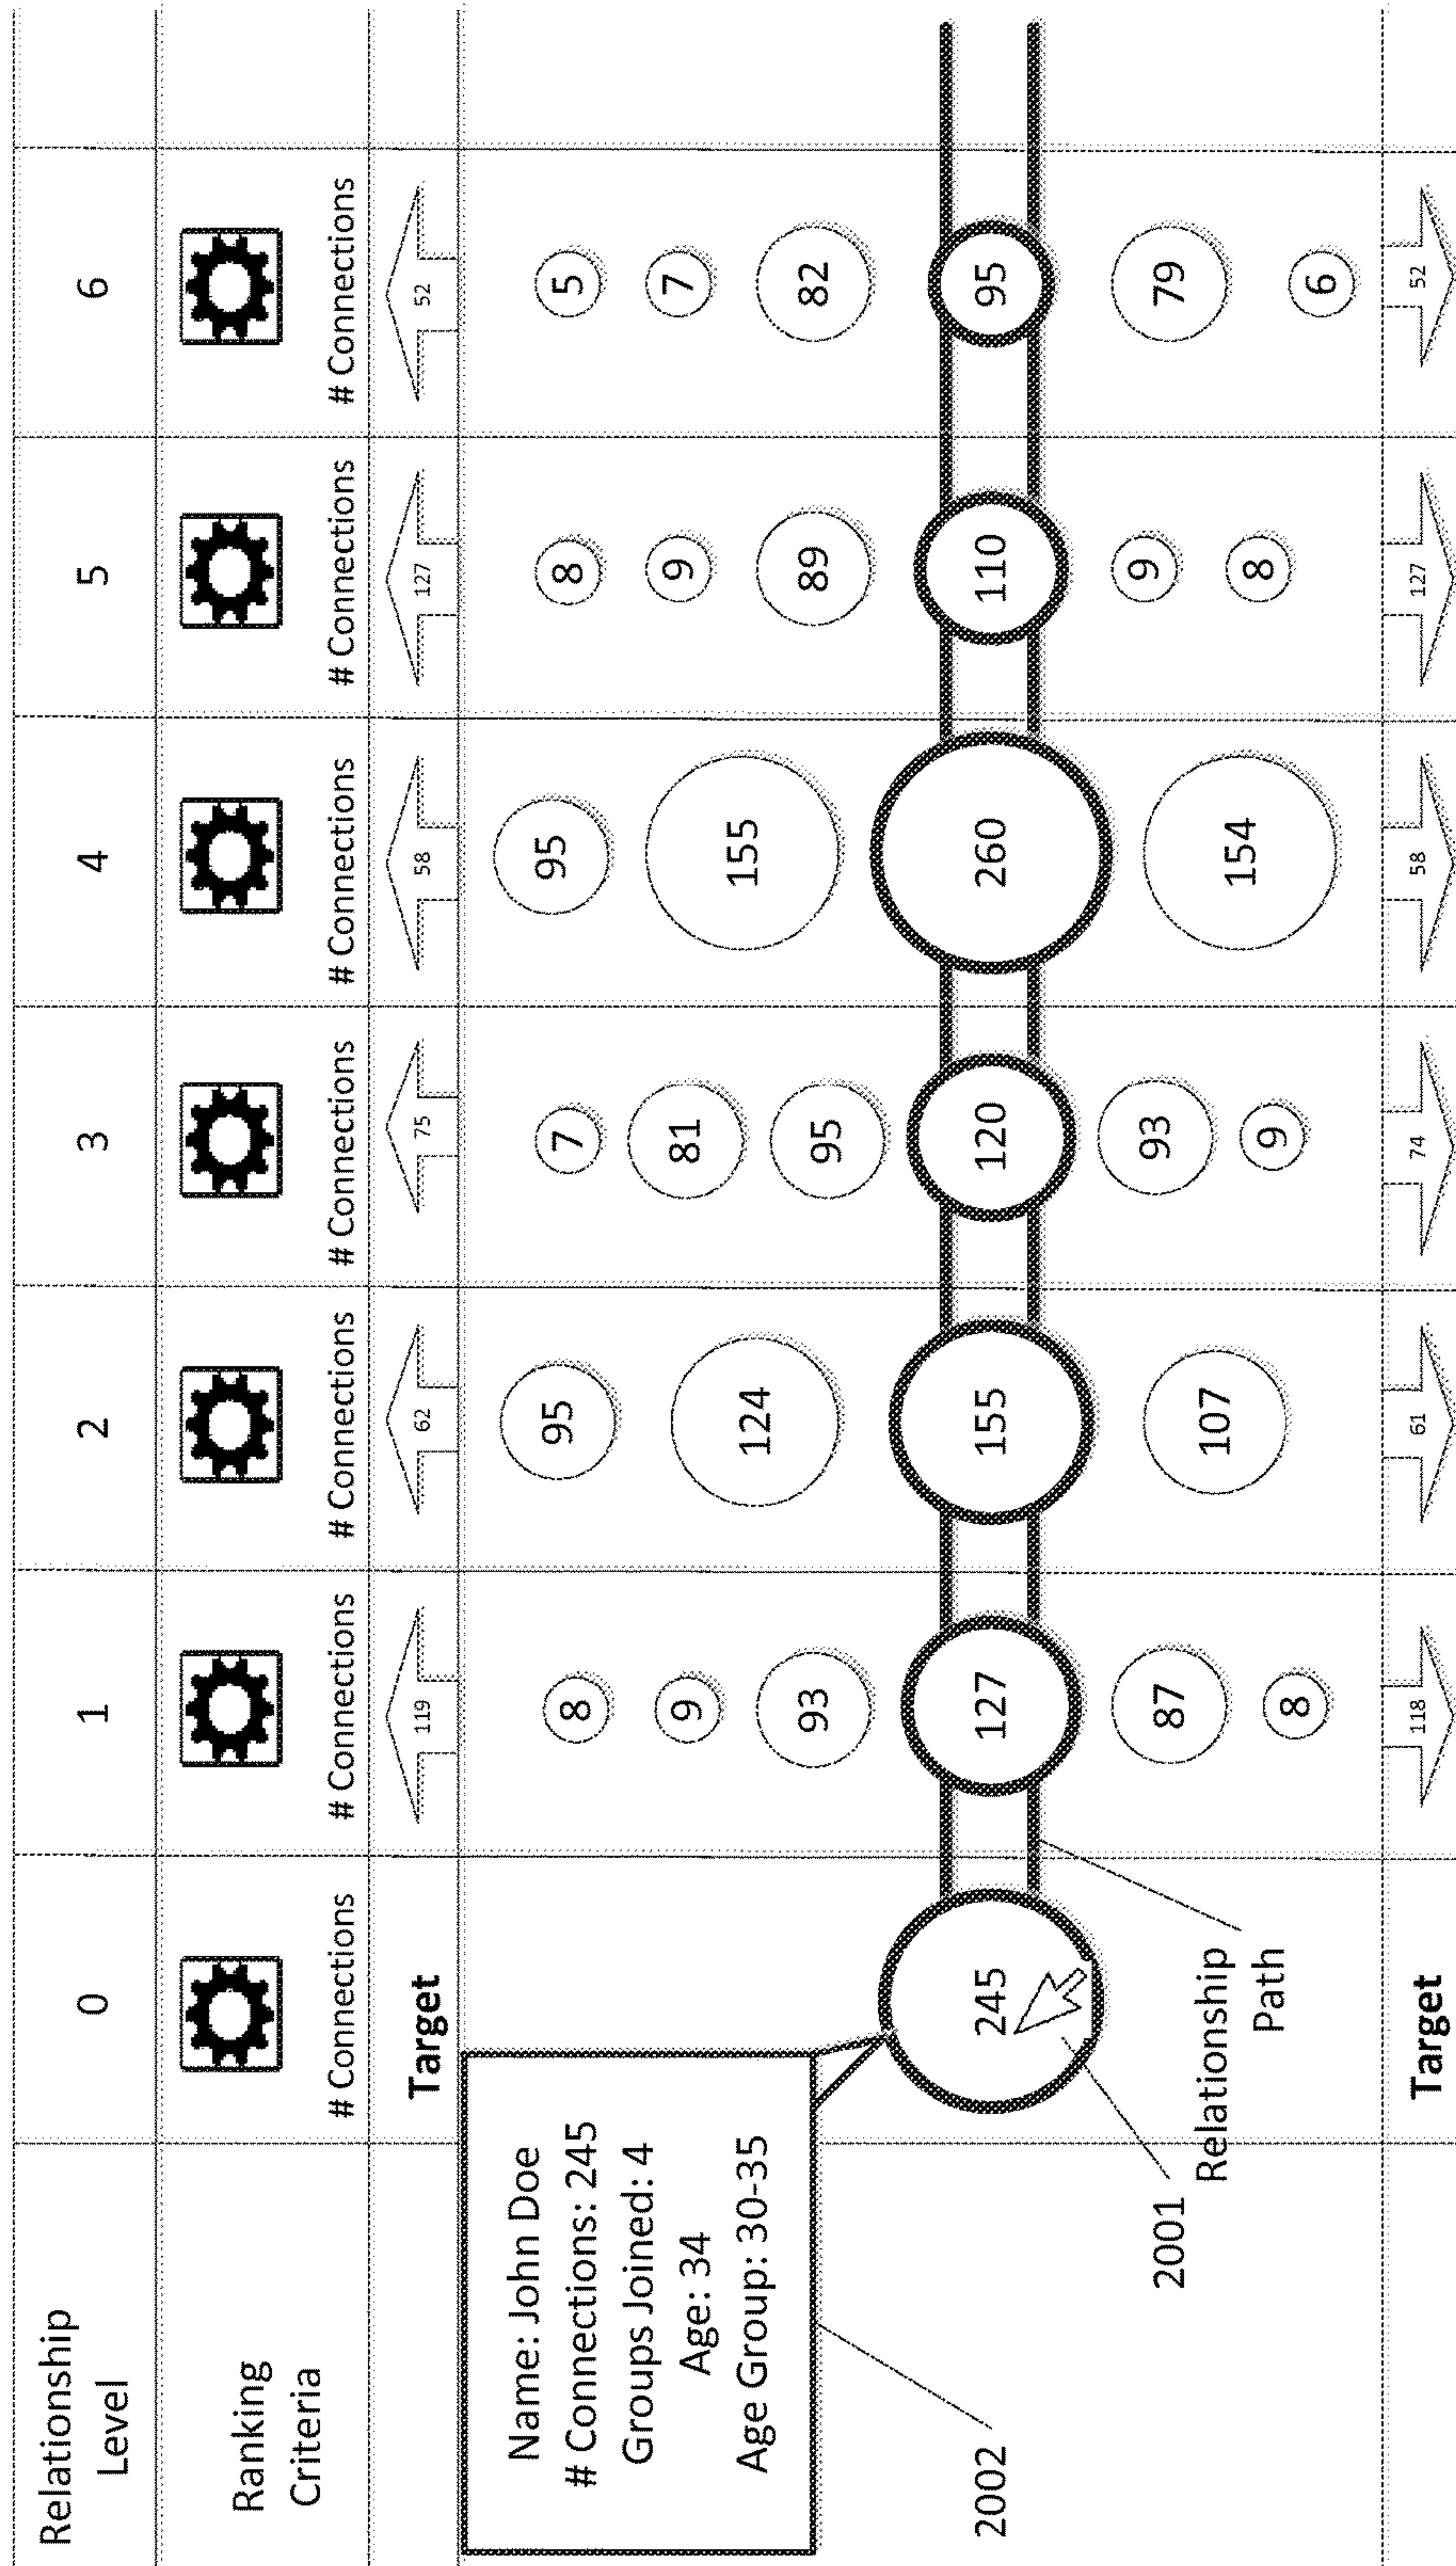 Relationship
Level
0
1
2
3
4
5
6
Ranking
Criteria
# Connections
# Connections
# Connections
# Connections
# Connections
# Connections
# Connections
Target
119
62
75
58
127
52
Name: John Doe
# Connections: 245
Groups Joined: 4
Age: 34
Age Group: 30-35
8
9
93
95
124
7
81
95
95
155
8
9
89
5
7
82
245
127
155
120
260
110
95
87
8
107
93
9
154
9
8
79
6
2002
2001
Relationship
Path
Target
118
61
74
58
127
52